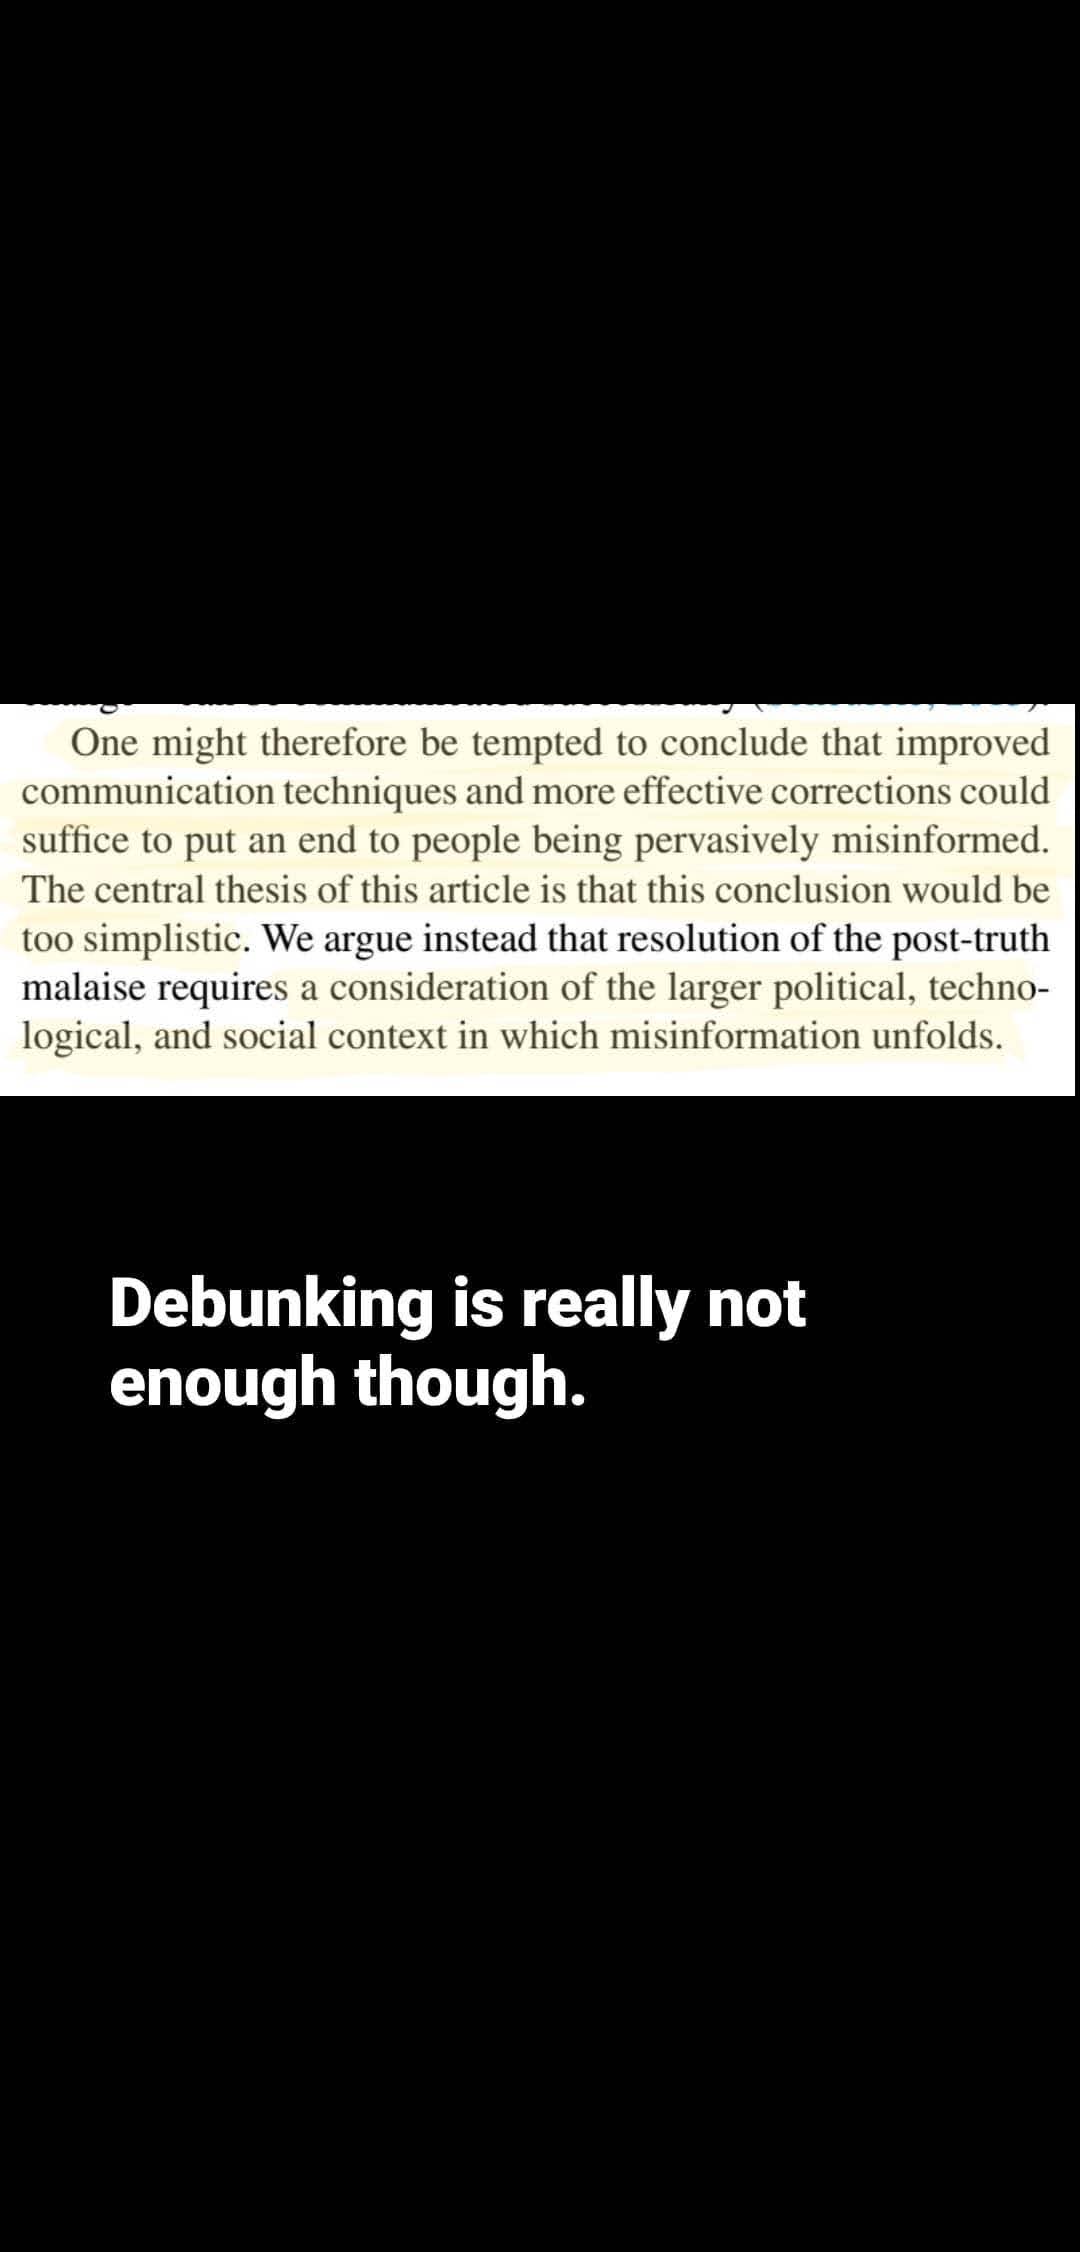 One might therefore be tempted to conclude that improved
communication techniques and more effective corrections could
suffice to put an end to people being pervasively misinformed.
The central thesis of this article is that this conclusion would be
too simplistic. We argue instead that resolution of the post-truth
malaise requires a consideration of the larger political, techno-
logical, and social context in which misinformation unfolds.
Debunking is really not
enough though.